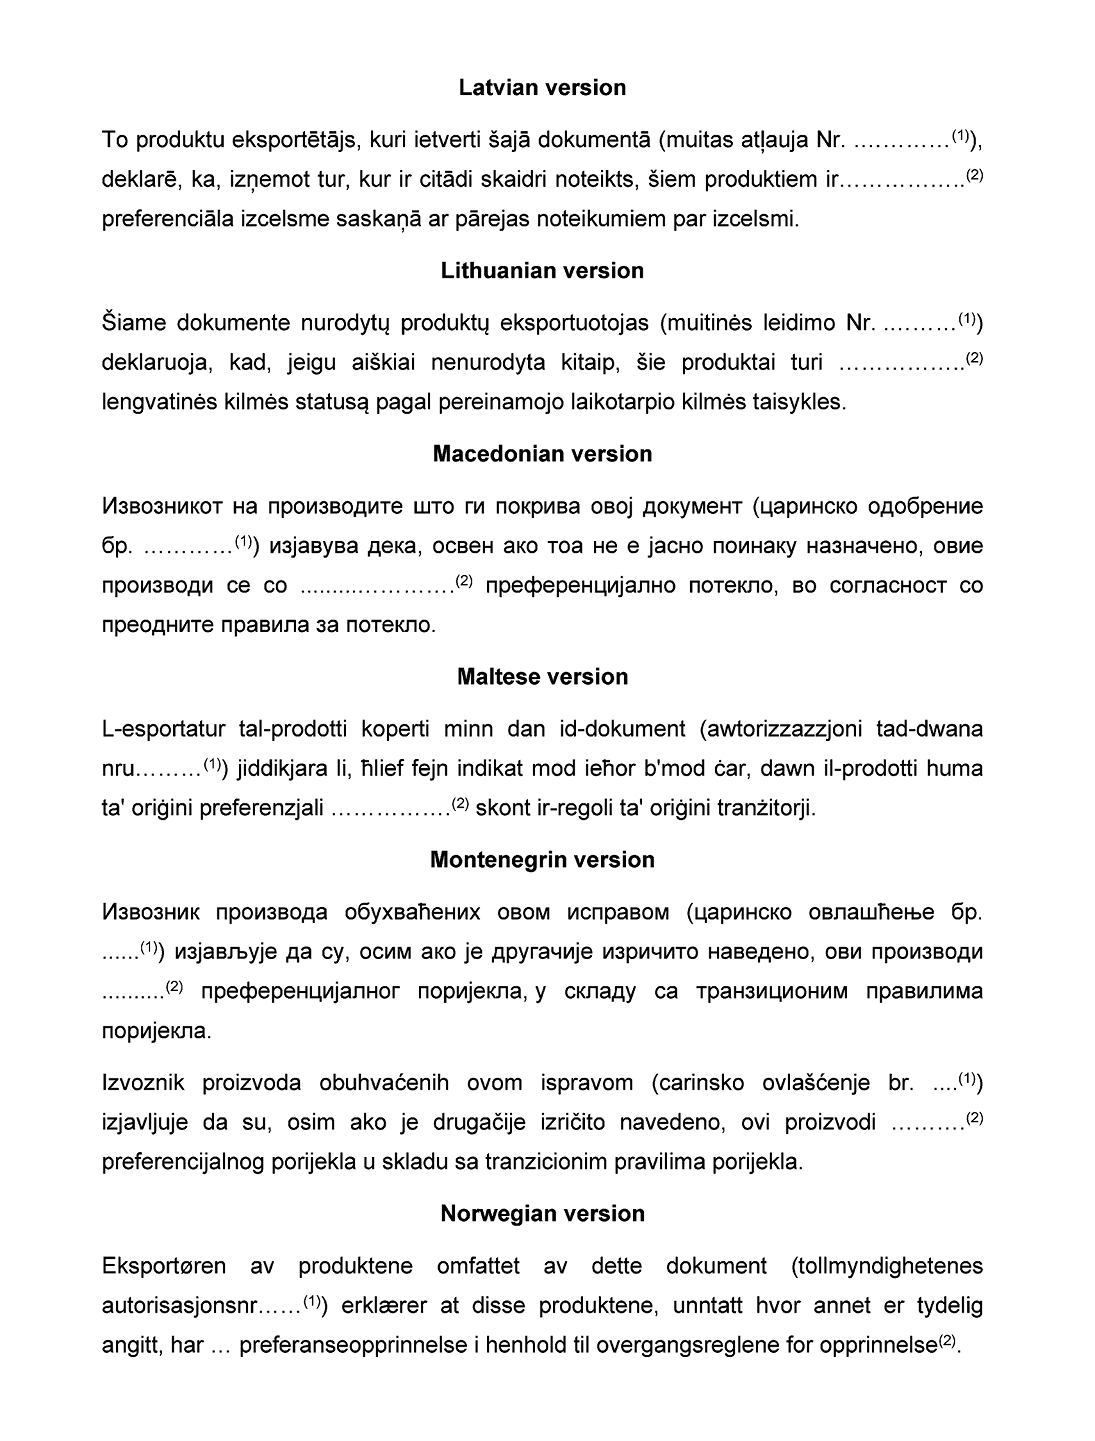 Latvian version
To produktu eksportētājs, kuri ietverti šajā dokumentā (muitas atļauja Nr. .…………(1)),
deklarē, ka, izņemot tur, kur ir citādi skaidri noteikts, šiem produktiem ir……………..(2)
preferenciāla izcelsme saskaņā ar pārejas noteikumiem par izcelsmi.
Lithuanian version
Šiame dokumente nurodytų produktų eksportuotojas (muitinės leidimo Nr. .………(1))
deklaruoja, kad, jeigu aiškiai nenurodyta kitaip, šie produktai turi ……………..(2)
lengvatinės kilmės statusą pagal pereinamojo laikotarpio kilmės taisykles.
Macedonian version
Извозникот на производите што ги покрива овој документ (царинско одобрение
бр. …………(1)) изјавува дека, освен ако тоа не е јасно поинаку назначено, овие
производи се со ..........………….(2) преференцијално потекло, во согласност со
преодните правила за потекло.
Maltese version
L-esportatur tal-prodotti koperti minn dan id-dokument (awtorizzazzjoni tad-dwana
nru………(1)) jiddikjara li, ħlief fejn indikat mod ieħor b'mod ċar, dawn il-prodotti huma
ta' oriġini preferenzjali …………….(2) skont ir-regoli ta' oriġini tranżitorji.
Montenegrin version
Извозник производа обухваћених овом исправом (царинско овлашћење бр.
......(1)) изјављује да су, осим ако је другачије изричито наведено, ови производи
..........(2) преференцијалног поријекла, у складу са транзиционим правилима
поријекла.
Izvoznik proizvoda obuhvaćenih ovom ispravom (carinsko ovlašćenje br. ....(1))
izjavljuje da su, osim ako je drugačije izričito navedeno, ovi proizvodi ……….(2)
preferencijalnog porijekla u skladu sa tranzicionim pravilima porijekla.
Norwegian version
Eksportøren av produktene omfattet av dette dokument (tollmyndighetenes
autorisasjonsnr……(1)) erklærer at disse produktene, unntatt hvor annet er tydelig
angitt, har … preferanseopprinnelse i henhold til overgangsreglene for opprinnelse(2).